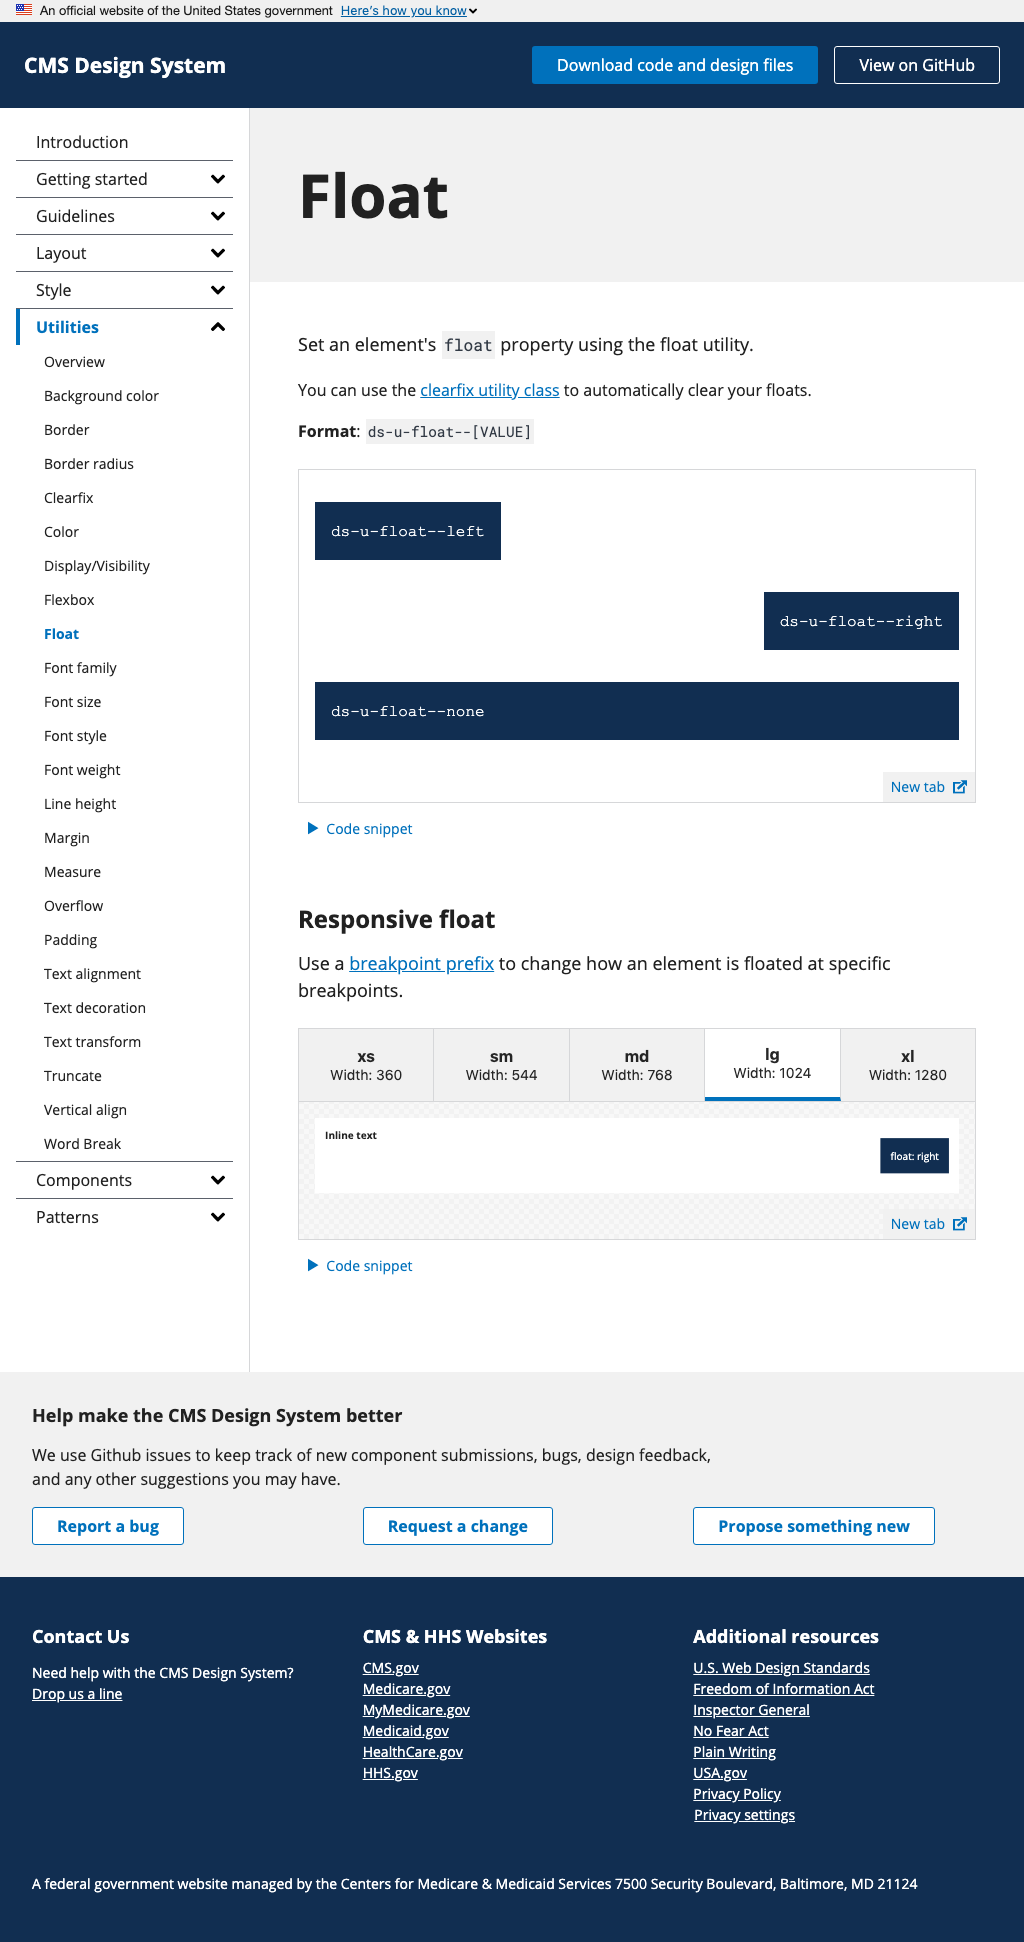 An official website of the United States government Here's how you know
CMS Design System
Download code and design files
View on GitHub
Introduction
Getting started
Guidelines
Layout
Style
Utilities
Overview
Background color
Border
Border radius
Clearfix
Color
Display/Visibility
Flexbox
Float
Font family
Font size
Font style
Font weight
Line height
Margin
Measure
Overflow
Padding
Text alignment
Text decoration
Text transform
Truncate
Vertical align
Word Break
Components
Patterns
Float
Set an element's float property using the float utility.
You can use the clearfix utility class to automatically clear your floats.
Format: ds-u-float--[VALUE]
ds-u-float--left
ds-u-float--right
ds-u-float--none
New tab
Code snippet
Responsive float
Use a breakpoint prefix to change how an element is floated at specific
breakpoints.
xs
Width: 360
sm
Width: 544
md
Width: 768
lg
Width: 1024
xl
Width: 1280
Inline text
float: right
New tab
Code snippet
Help make the CMS Design System better
We use Github issues to keep track of new component submissions, bugs, design feedback,
and any other suggestions you may have.
Report a bug
Request a change
Propose something new
Contact Us
Need help with the CMS Design System?
Drop us a line
CMS & HHS Websites
CMS.gov
Medicare.gov
MyMedicare.gov
Medicaid.gov
HealthCare.gov
HHS.gov
Additional resources
U.S. Web Design Standards
Freedom of Information Act
Inspector General
No Fear Act
Plain Writing
USA.gov
Privacy Policy
Privacy settings
A federal government website managed by the Centers for Medicare & Medicaid Services 7500 Security Boulevard, Baltimore, MD 21124